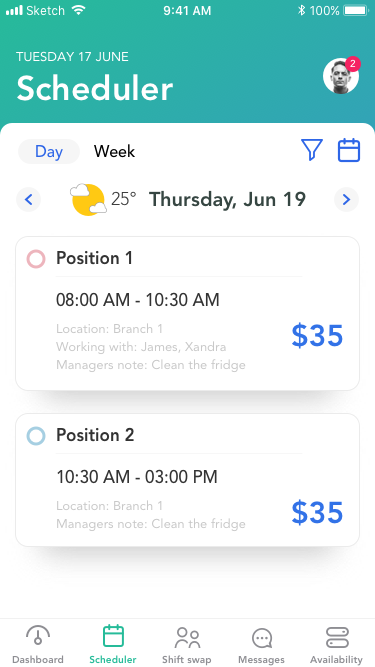 Sketch 9:41 AM 100%
TUESDAY 17 JUNE
Scheduler
2
Day Week
25° Thursday, Jun 19
Position 1
08:00 AM - 10:30 AM
Location: Branch 1
Working with: James, Xandra
Managers note: Clean the fridge
$35
Position 2
10:30 AM - 03:00 PM
Location: Branch 1
Managers note: Clean the fridge
$35
Dashboard Scheduler Shift swap Messages Availability